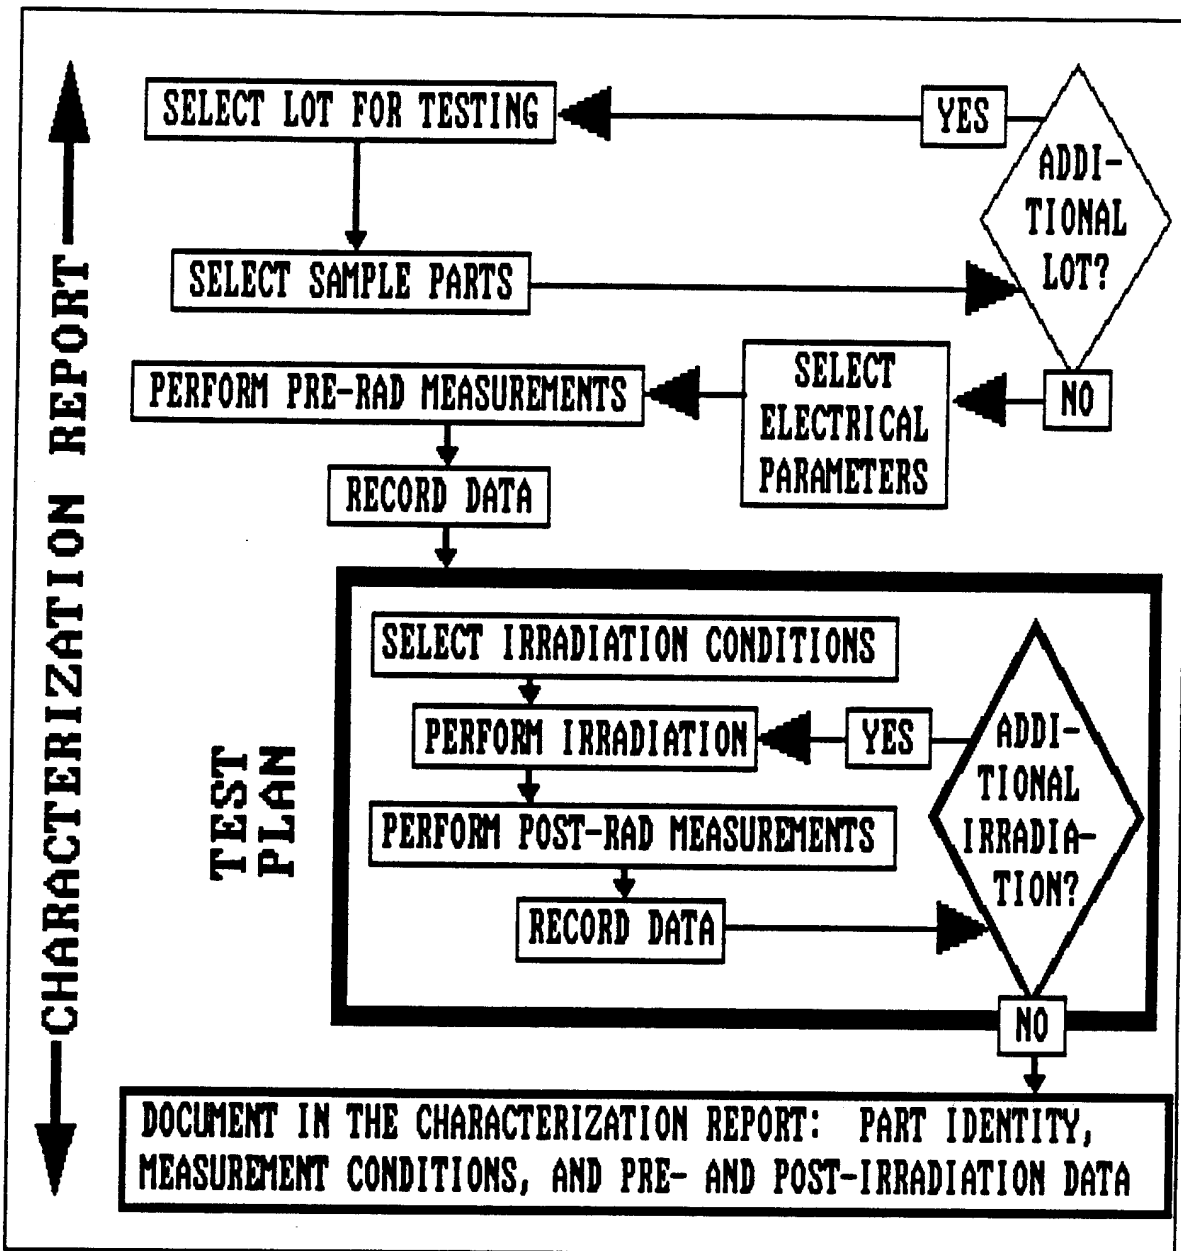 CHARACTERIZATION REPORT
SELECT LOT FOR TESTING
YES
ADDI-
TIONAL
LOT?
SELECT SAMPLE PARTS
NO
SELECT
ELECTRICAL
PARAMETERS
PERFORM PRE-RAD MEASUREMENTS
RECORD DATA
TEST
PLAN
SELECT IRRADIATION CONDITIONS
PERFORM IRRADIATION
YES
ADDI-
TIONAL
IRRADIA-
TION?
PERFORM POST-RAD MEASUREMENTS
RECORD DATA
NO
DOCUMENT IN THE CHARACTERIZATION REPORT: PART IDENTITY,
MEASUREMENT CONDITIONS, AND PRE- AND POST-IRRADIATION DATA